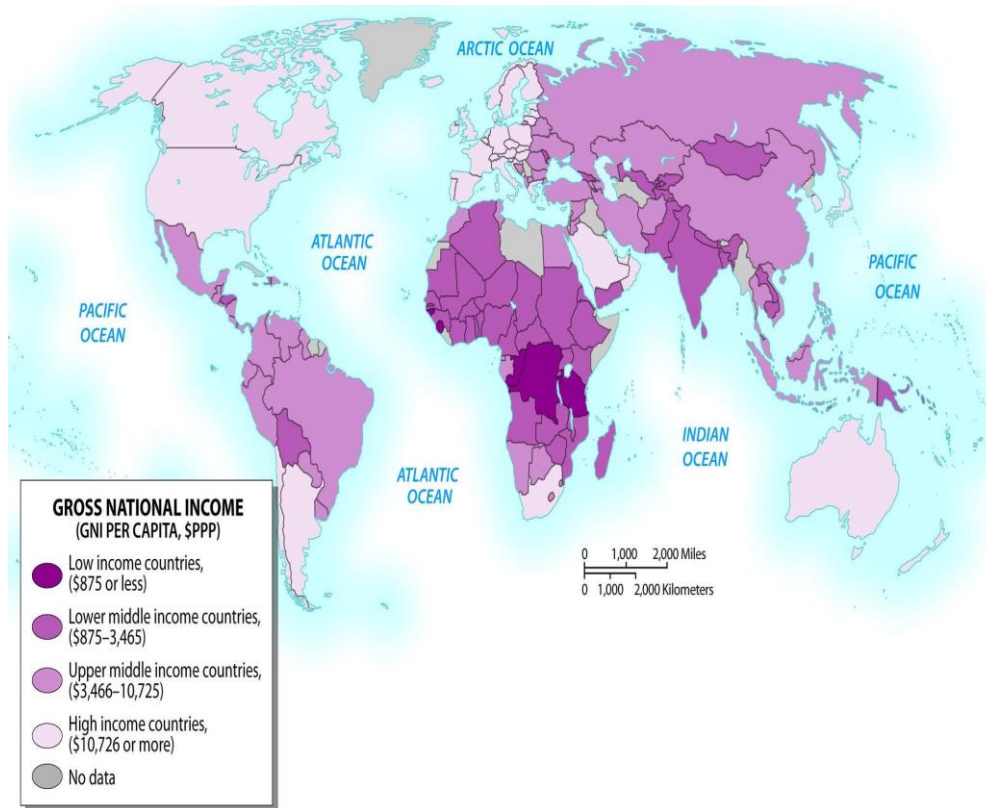 ARCTIC OCEAN
ATLANTIC
OCEAN
PACIFIC
OCEAN
PACIFIC
OCEAN
INDIAN
OCEAN
ATLANTIC
OCEAN
GROSS NATIONAL INCOME
(GNI PER CAPITA, $PPP)
Low income countries,
($875 or less)
Lower middle income countries,
($875–3,465)
Upper middle income countries,
($3,466–10,725)
High income countries,
($10,726 or more)
No data
0 1,000 2,000 Miles
0 1,000 2,000 Kilometers